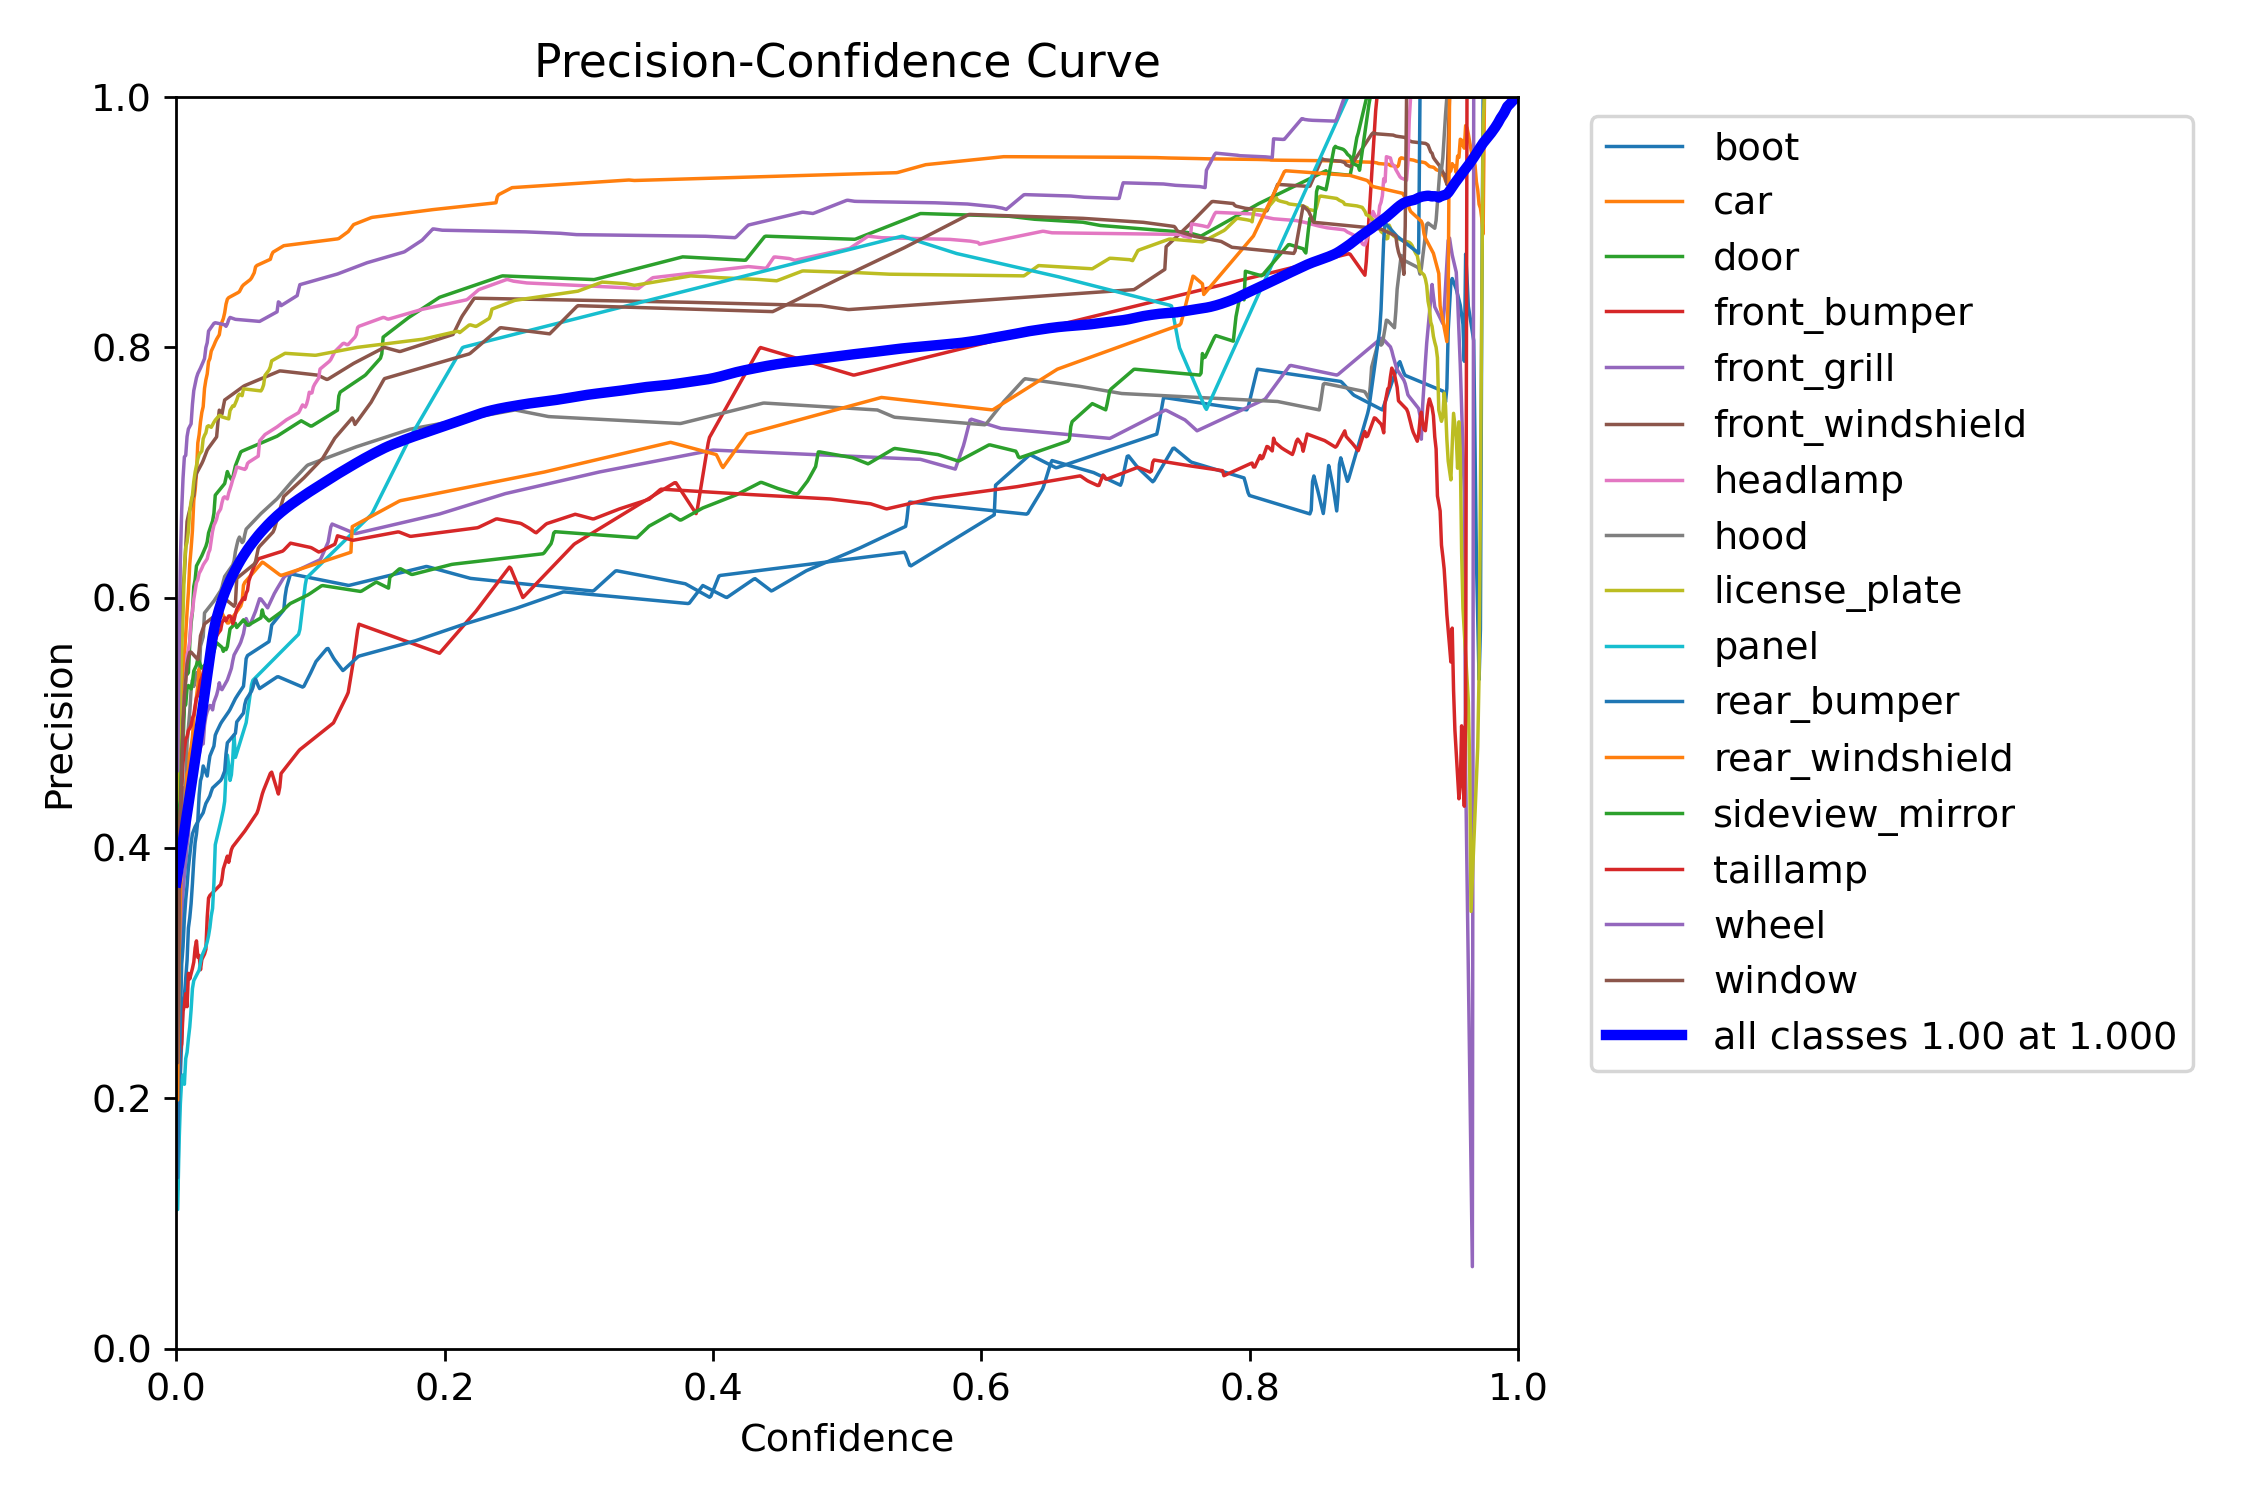 Precision-Confidence Curve
1.0
0.8
0.6
0.4
0.2
0.0
Precision
0.0 0.2 0.4 0.6 0.8 1.0
Confidence
boot
car
door
front_bumper
front_grill
front_windshield
headlamp
hood
license_plate
panel
rear_bumper
rear_windshield
sideview_mirror
taillamp
wheel
window
all classes 1.00 at 1.000